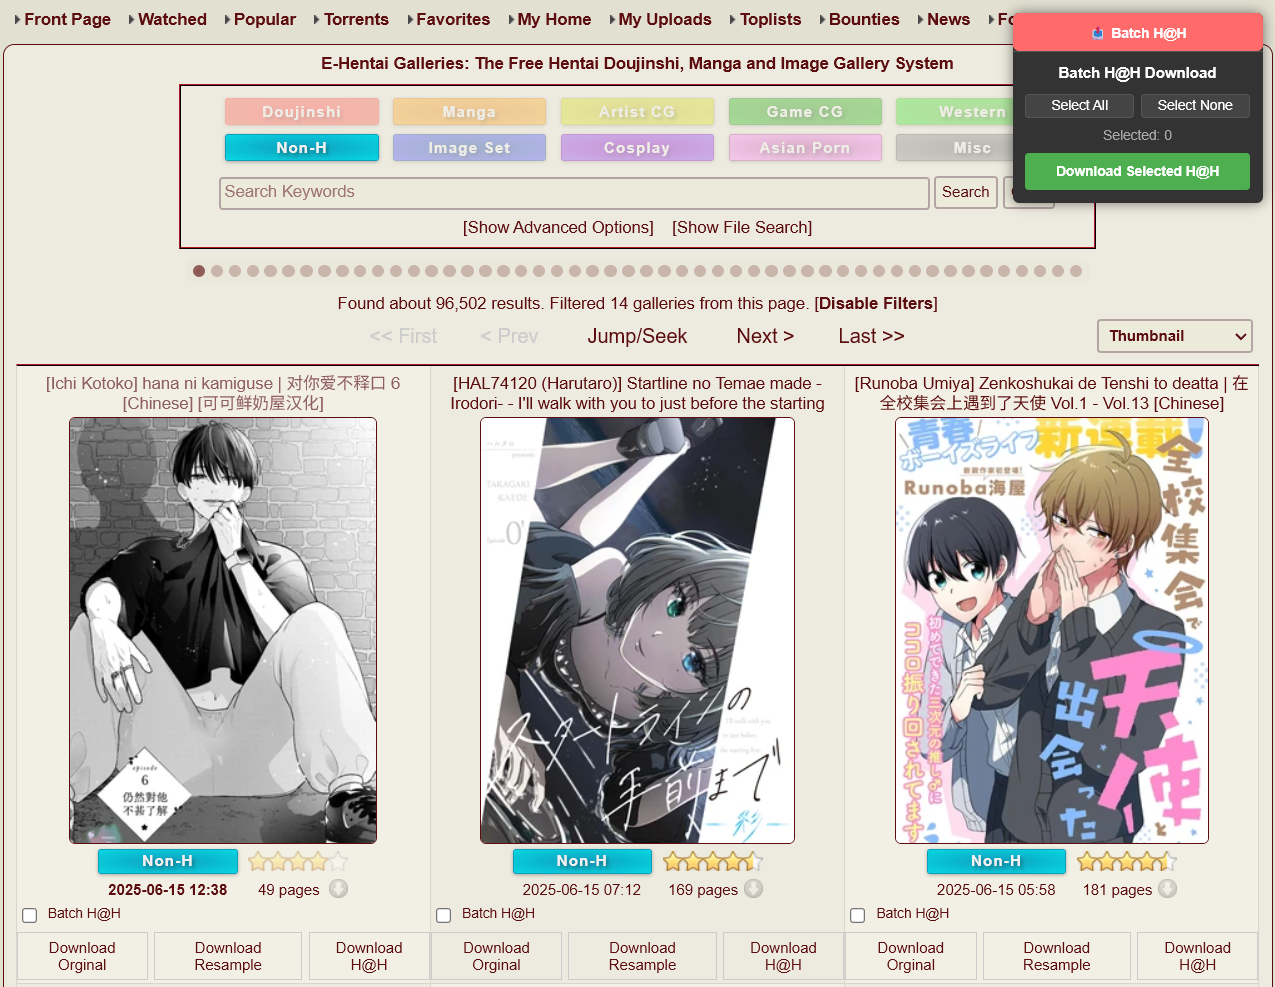 Front Page Watched Popular Torrents Favorites My Home My Uploads Toplists Bounties News
Batch H@H
Batch H@H Download
Select All Select None
Selected: 0
Download Selected H@H
E-Hentai Galleries: The Free Hentai Doujinshi, Manga and Image Gallery System
Doujinshi Manga Artist CG Game CG Western
Non-H Image Set Cosplay Asian Porn Misc
Search Keywords Search
[Show Advanced Options] [Show File Search]
Found about 96,502 results. Filtered 14 galleries from this page. [Disable Filters]
<< First < Prev Jump/Seek Next > Last >> Thumbnail
[Ichi Kotoko] hana ni kamiguse | 对你爱不释口 6
[Chinese] [可可鲜奶屋汉化]
episode
6
仍然對他
不甚了解
Non-H
2025-06-15 12:38 49 pages
Batch H@H
Download Orginal
Download Resample
Download H@H
[HAL74120 (Harutaro)] Startline no Temae made -
Irodori- - I'll walk with you to just before the starting
ハルタロ
presents
TAKAGAKI
KAEDE
Episode 0
スタートラインの
手前まで
I'll walk with you
to just before
the starting line.
彩
Non-H
2025-06-15 07:12 169 pages
Batch H@H
Download Orginal
Download Resample
Download H@H
[Runoba Umiya] Zenkoshukai de Tenshi to deatta | 在
全校集会上遇到了天使 Vol.1 - Vol.13 [Chinese]
青春
ボーイズライフ
新連載!
新鋭作家初登場!
Runoba海屋
全校集会で
天使と
出会った
初めてできた三次元の推し♂に
ココロ振り回されてます
Non-H
2025-06-15 05:58 181 pages
Batch H@H
Download Orginal
Download Resample
Download H@H